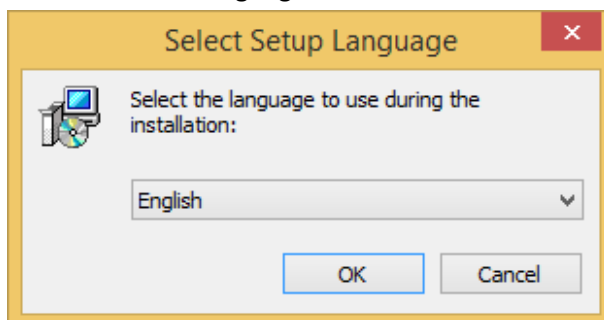 Select Setup Language
Select the language to use during the
installation:
English
OK
Cancel